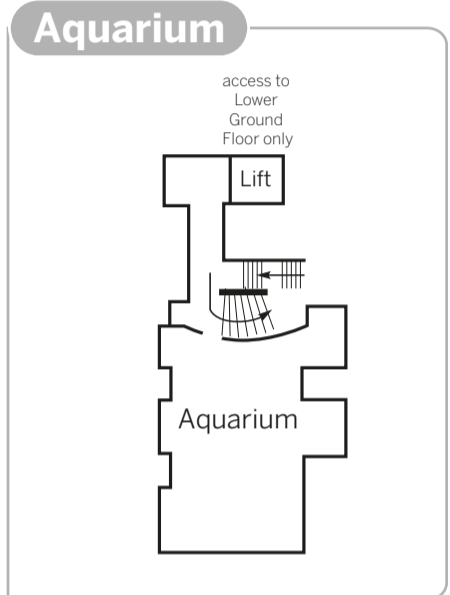 Aquarium
access to
Lower
Ground
Floor only
Lift
Aquarium